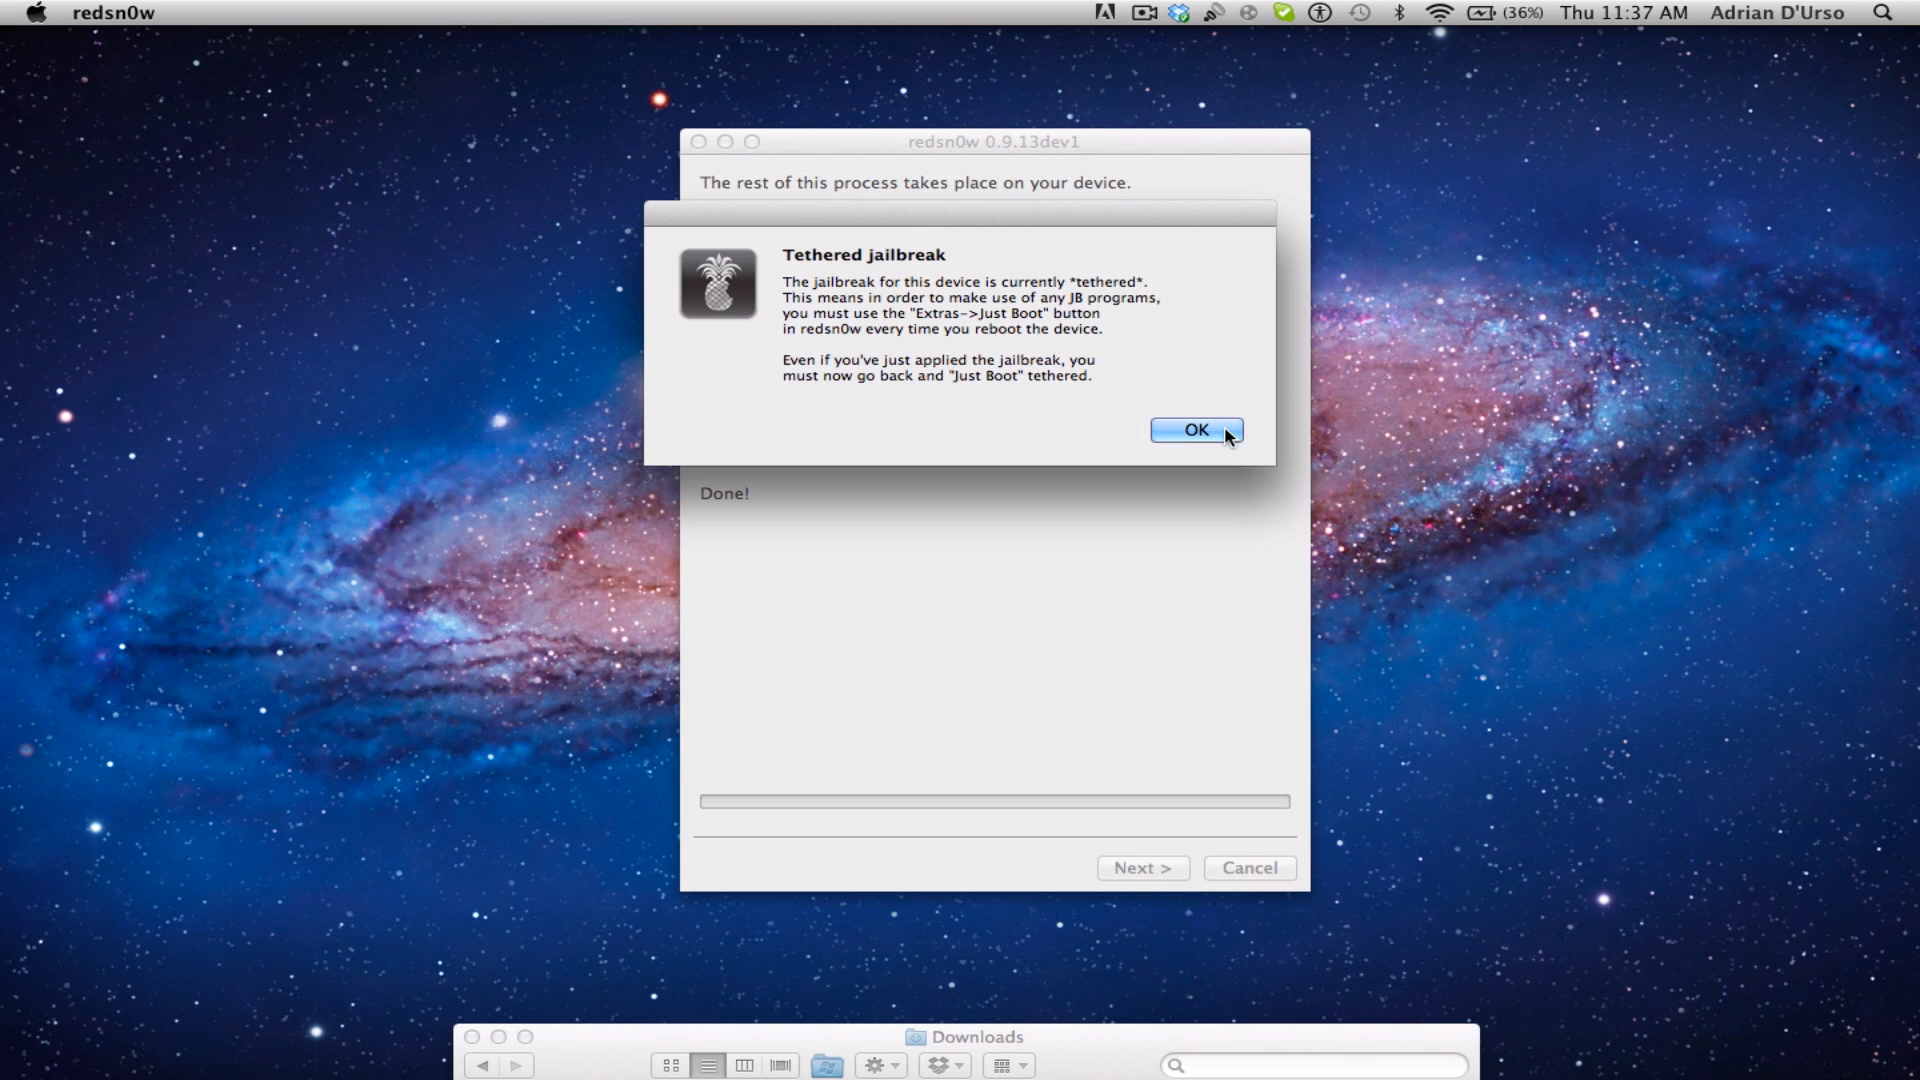 redsn0w
(36%) Thu 11:37 AM Adrian D'Urso
redsn0w 0.9.13dev1
The rest of this process takes place on your device.
Tethered jailbreak
The jailbreak for this device is currently *tethered*.
This means in order to make use of any JB programs,
you must use the "Extras->Just Boot" button
in redsn0w every time you reboot the device.
Even if you've just applied the jailbreak, you
must now go back and "Just Boot" tethered.
OK
Done!
Next >
Cancel
Downloads